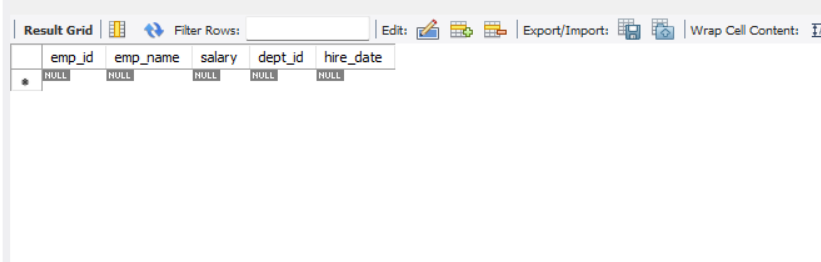 Result Grid Filter Rows: Edit: Export/Import: Wrap Cell Content:
emp_id emp_name salary dept_id hire_date
* NULL NULL NULL NULL NULL